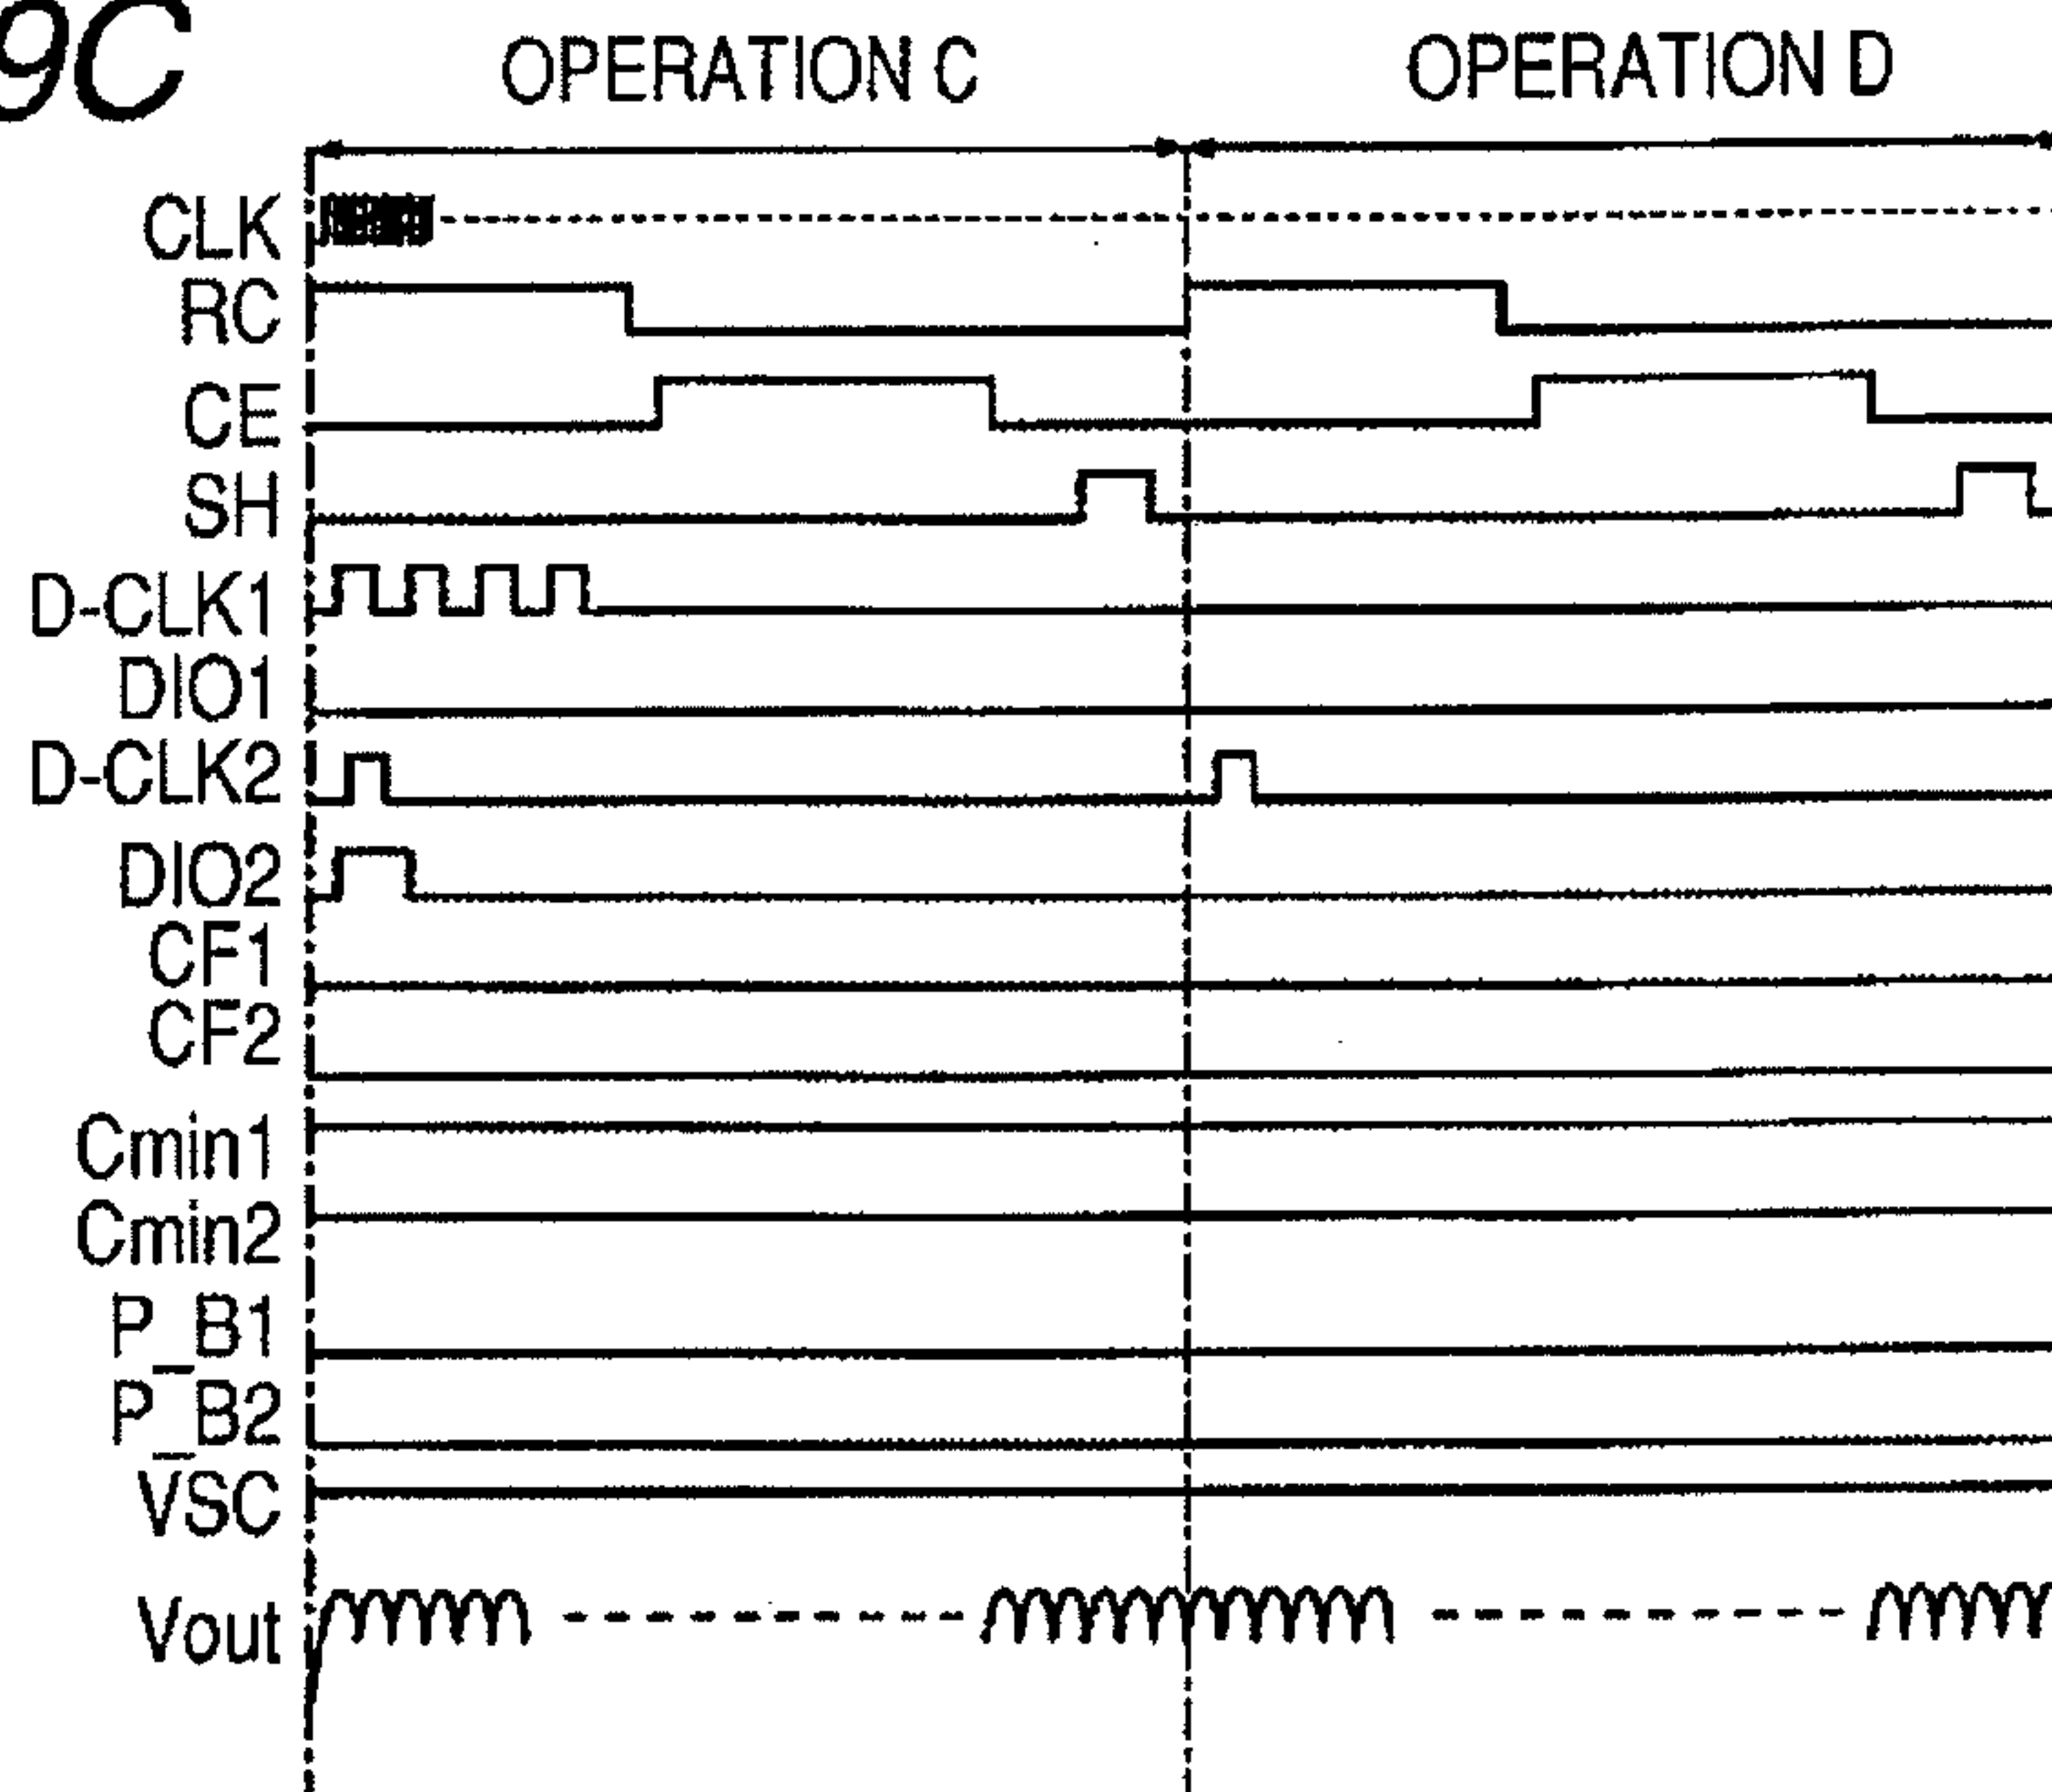 9C
OPERATION C OPERATION D
CLK
RC
CE
SH
D-CLK1
DIO1
D-CLK2
DIO2
CF1
CF2
Cmin1
Cmin2
P_B1
P_B2
VSC
Vout